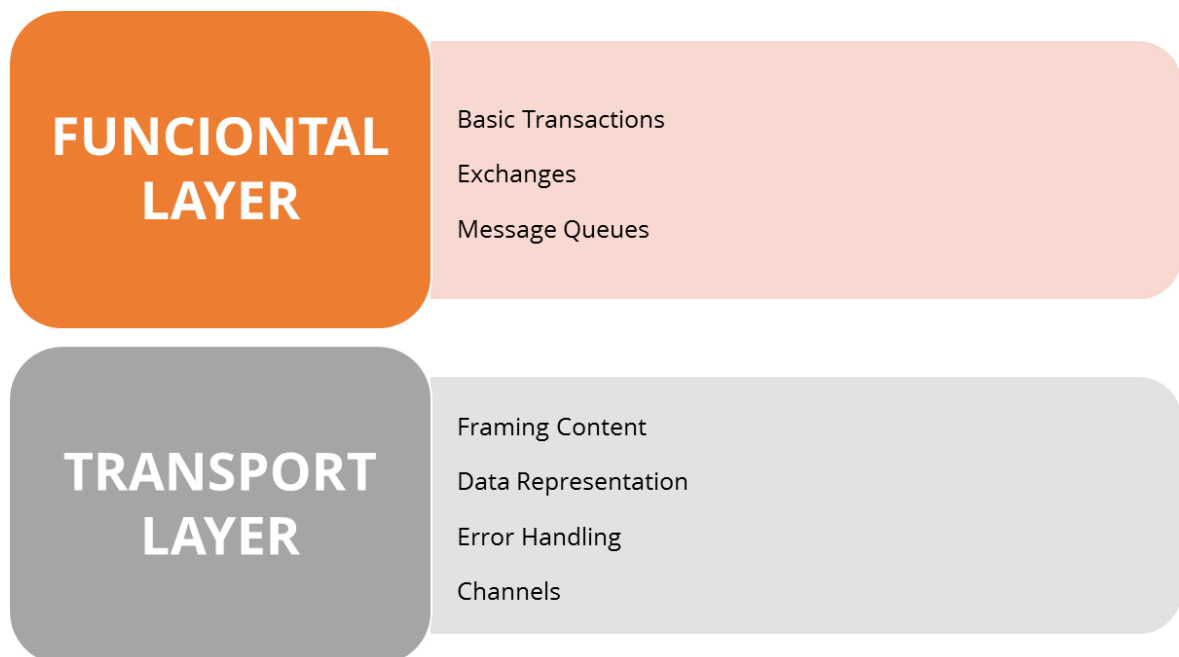 FUNCIONTAL
LAYER
Basic Transactions
Exchanges
Message Queues
TRANSPORT
LAYER
Framing Content
Data Representation
Error Handling
Channels